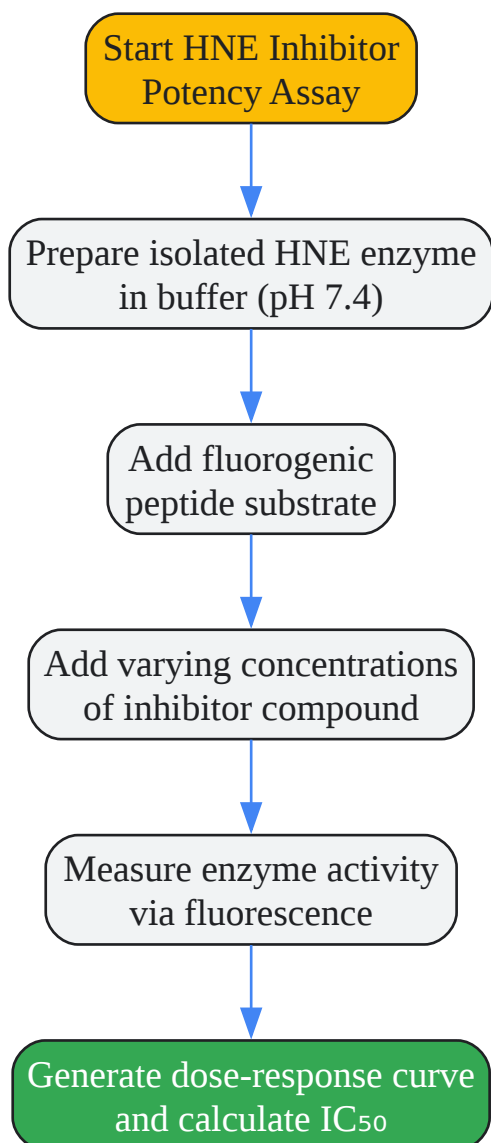 Start HNE Inhibitor
Potency Assay
Prepare isolated HNE enzyme
in buffer (pH 7.4)
Add fluorogenic
peptide substrate
Add varying concentrations
of inhibitor compound
Measure enzyme activity
via fluorescence
Generate dose-response curve
and calculate IC₅₀